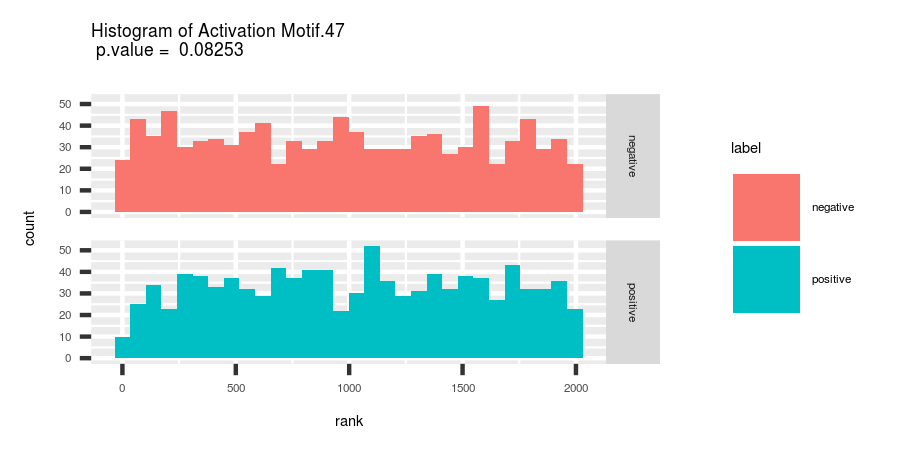 Histogram of Activation Motif.47
p.value =  0.08253
count
50
40
30
20
10
0
negative
50
40
30
20
10
0
positive
0
500
1000
1500
2000
rank
label
negative
positive